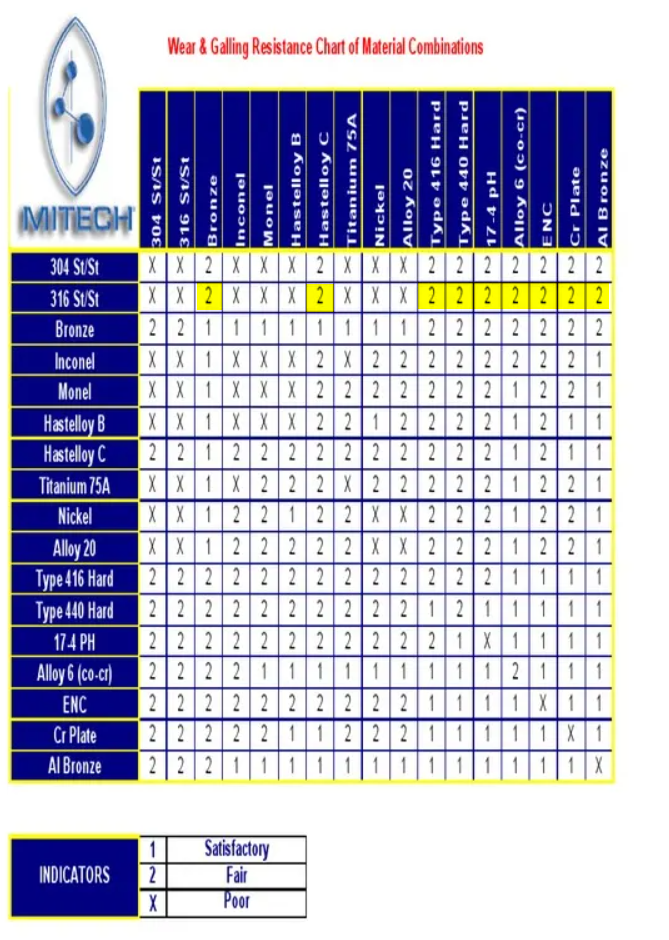 Wear & Galling Resistance Chart of Material Combinations
MITECH
304 St/St 316 St/St Bronze Inconel Monel Hastelloy B Hastelloy C Titanium 75A Nickel Alloy 20 Type 416 Hard Type 440 Hard 17-4 pH Alloy 6 (co-cr) ENC Cr Plate Al Bronze
304 St/St X X 2 X X X 2 X X X 2 2 2 2 2 2 2
316 St/St X X 2 X X X 2 X X X 2 2 2 2 2 2 2
Bronze 2 2 1 1 1 1 1 1 1 1 2 2 2 2 2 2 2
Inconel X X 1 X X X 2 X 2 2 2 2 2 2 2 2 1
Monel X X 1 X X X 2 2 2 2 2 2 2 1 2 2 1
Hastelloy B X X 1 X X X 2 2 1 2 2 2 2 1 2 1 1
Hastelloy C 2 2 1 2 2 2 2 2 2 2 2 2 2 1 2 1 1
Titanium 75A X X 1 X 2 2 2 X 2 2 2 2 2 1 2 2 1
Nickel X X 1 2 2 1 2 2 X X 2 2 2 1 2 2 1
Alloy 20 X X 1 2 2 2 2 2 X X 2 2 2 1 2 2 1
Type 416 Hard 2 2 2 2 2 2 2 2 2 2 2 2 2 1 1 1 1
Type 440 Hard 2 2 2 2 2 2 2 2 2 2 1 2 1 1 1 1 1
17-4 PH 2 2 2 2 2 2 2 2 2 2 2 1 X 1 1 1 1
Alloy 6 (co-cr) 2 2 2 2 1 1 1 1 1 1 1 1 1 2 1 1 1
ENC 2 2 2 2 2 2 2 2 2 2 1 1 1 1 X 1 1
Cr Plate 2 2 2 2 2 1 1 2 2 2 1 1 1 1 1 X 1
Al Bronze 2 2 2 1 1 1 1 1 1 1 1 1 1 1 1 1 X
INDICATORS
1 Satisfactory
2 Fair
X Poor